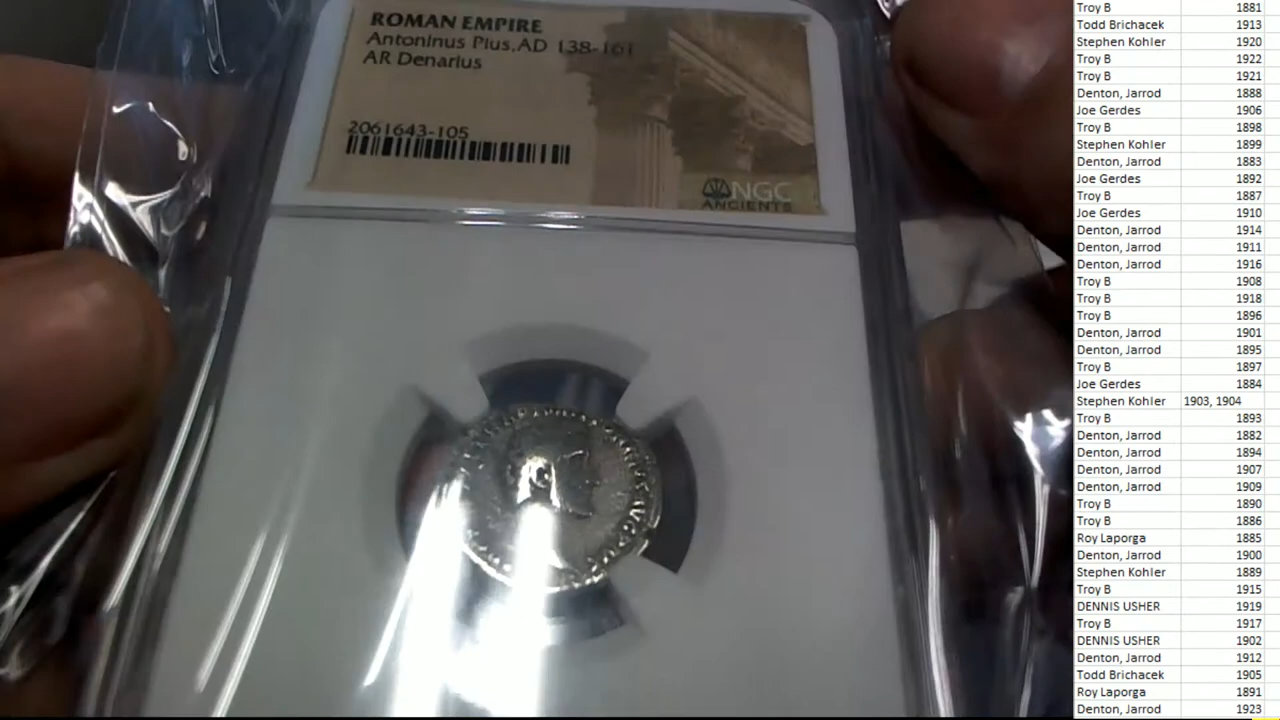 ROMAN EMPIRE
Antoninus Pius, AD 138-161
AR Denarius
2061643-105
NGC
ANCIENTS
Troy B 1881
Todd Brichacek 1913
Stephen Kohler 1920
Troy B 1922
Troy B 1921
Denton, Jarrod 1888
Joe Gerdes 1906
Troy B 1898
Stephen Kohler 1899
Denton, Jarrod 1883
Joe Gerdes 1892
Troy B 1887
Joe Gerdes 1910
Denton, Jarrod 1914
Denton, Jarrod 1911
Denton, Jarrod 1916
Troy B 1908
Troy B 1918
Troy B 1896
Denton, Jarrod 1901
Denton, Jarrod 1895
Troy B 1897
Joe Gerdes 1884
Stephen Kohler 1903, 1904
Troy B 1893
Denton, Jarrod 1882
Denton, Jarrod 1894
Denton, Jarrod 1907
Denton, Jarrod 1909
Troy B 1890
Troy B 1886
Roy Laporga 1885
Denton, Jarrod 1900
Stephen Kohler 1889
Troy B 1915
DENNIS USHER 1919
Troy B 1917
DENNIS USHER 1902
Denton, Jarrod 1912
Todd Brichacek 1905
Roy Laporga 1891
Denton, Jarrod 1923